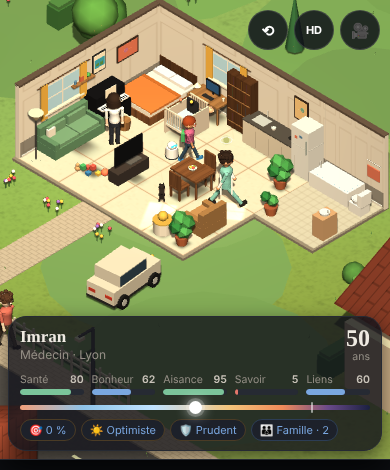 HD
Imran
50
Médecin · Lyon
ans
Santé 80 Bonheur 62 Aisance 95 Savoir 5 Liens 60
0 % Optimiste Prudent Famille · 2